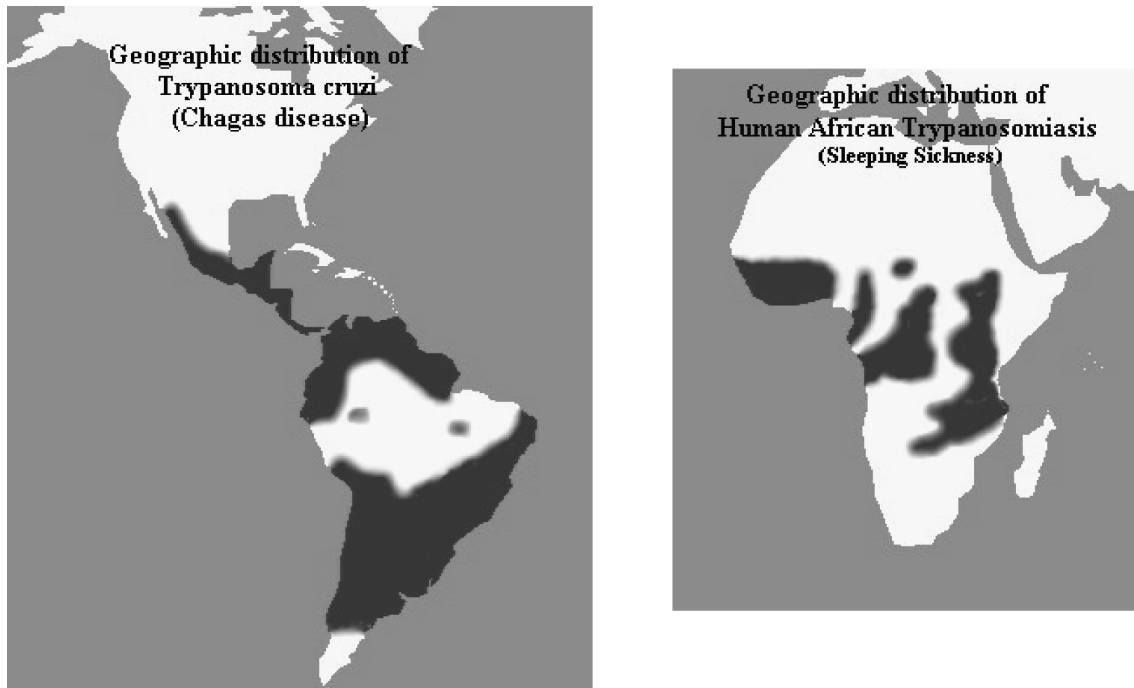 Geographic distribution of
Trypanosoma cruzi
(Chagas disease)
Geographic distribution of
Human African Trypanosomiasis
(Sleeping Sickness)